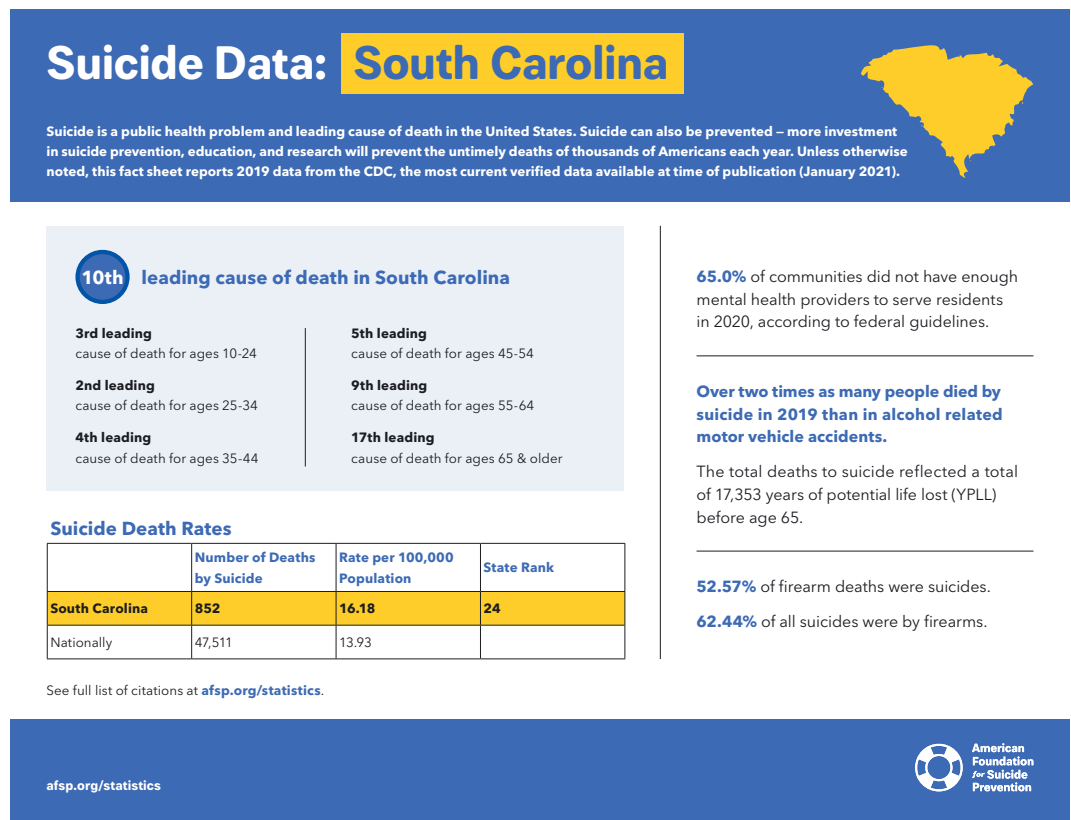 Suicide Data: South Carolina
Suicide is a public health problem and leading cause of death in the United States. Suicide can also be prevented – more investment
in suicide prevention, education, and research will prevent the untimely deaths of thousands of Americans each year. Unless otherwise
noted, this fact sheet reports 2019 data from the CDC, the most current verified data available at time of publication (January 2021).
10th leading cause of death in South Carolina
3rd leading
cause of death for ages 10-24
2nd leading
cause of death for ages 25-34
4th leading
cause of death for ages 35-44
5th leading
cause of death for ages 45-54
9th leading
cause of death for ages 55-64
17th leading
cause of death for ages 65 & older
Suicide Death Rates
Number of Deaths
by Suicide
Rate per 100,000
Population
State Rank
South Carolina 852 16.18 24
Nationally 47,511 13.93
See full list of citations at afsp.org/statistics.
65.0% of communities did not have enough
mental health providers to serve residents
in 2020, according to federal guidelines.
Over two times as many people died by
suicide in 2019 than in alcohol related
motor vehicle accidents.
The total deaths to suicide reflected a total
of 17,353 years of potential life lost (YPLL)
before age 65.
52.57% of firearm deaths were suicides.
62.44% of all suicides were by firearms.
afsp.org/statistics
American
Foundation
for Suicide
Prevention